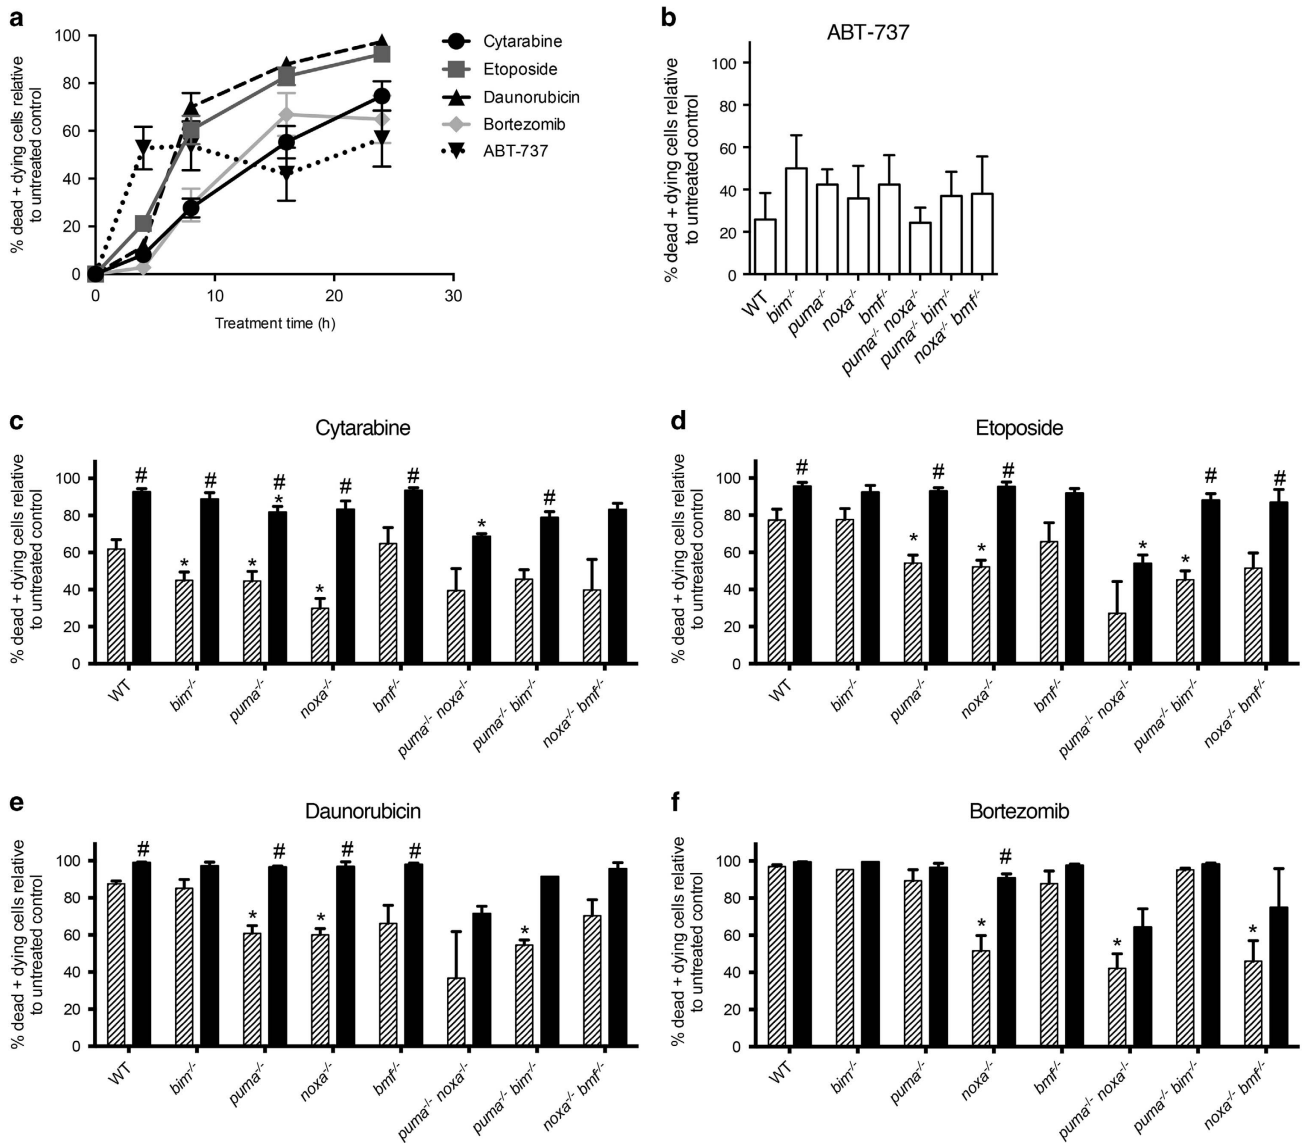 a
% dead + dying cells relative
to untreated control
100
80
60
40
20
0
0
10
20
30
Treatment time (h)
Cytarabine
Etoposide
Daunorubicin
Bortezomib
ABT-737
b
ABT-737
% dead + dying cells relative
to untreated control
100
80
60
40
20
0
WT
bim-/-
puma-/-
noxa-/-
bmf-/-
puma-/- noxa-/-
puma-/- bim-/-
noxa-/- bmf-/-
c
Cytarabine
% dead + dying cells relative
to untreated control
100
80
60
40
20
0
#
*
#
*
#
*
*
#
#
*
#
WT
bim-/-
puma-/-
noxa-/-
bmf-/-
puma-/- noxa-/-
puma-/- bim-/-
noxa-/- bmf-/-
d
Etoposide
% dead + dying cells relative
to untreated control
100
80
60
40
20
0
#
*
#
*
#
*
*
#
#
WT
bim-/-
puma-/-
noxa-/-
bmf-/-
puma-/- noxa-/-
puma-/- bim-/-
noxa-/- bmf-/-
e
Daunorubicin
% dead + dying cells relative
to untreated control
100
80
60
40
20
0
#
*
#
*
#
#
*
WT
bim-/-
puma-/-
noxa-/-
bmf-/-
puma-/- noxa-/-
puma-/- bim-/-
noxa-/- bmf-/-
f
Bortezomib
% dead + dying cells relative
to untreated control
100
80
60
40
20
0
*
#
*
*
WT
bim-/-
puma-/-
noxa-/-
bmf-/-
puma-/- noxa-/-
puma-/- bim-/-
noxa-/- bmf-/-